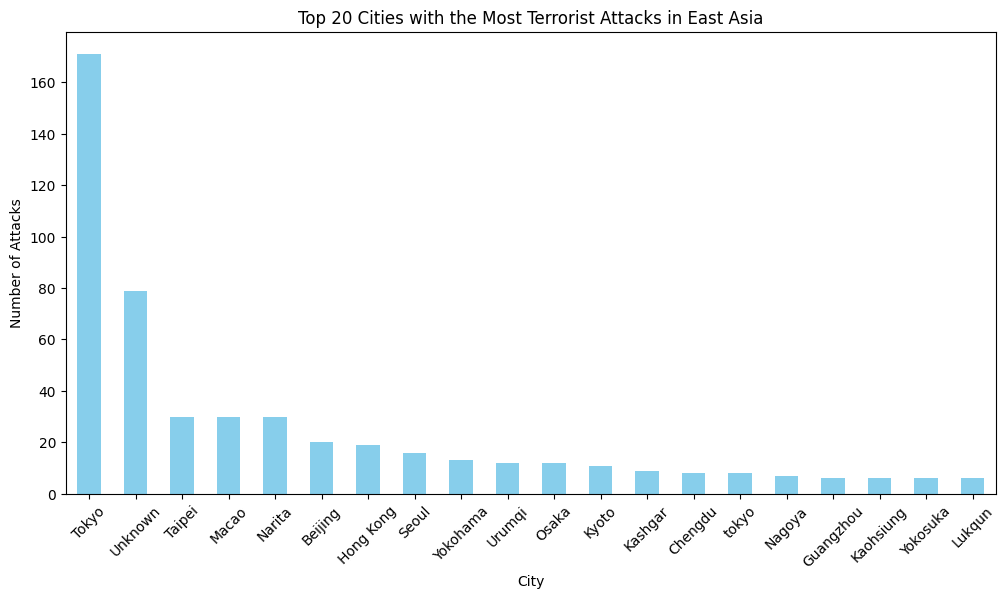 Top 20 Cities with the Most Terrorist Attacks in East Asia
Number of Attacks
160
140
120
100
80
60
40
20
0
Tokyo
Unknown
Taipei
Macao
Narita
Beijing
Hong Kong
Seoul
Yokohama
Urumqi
Osaka
Kyoto
Kashgar
Chengdu
tokyo
Nagoya
Guangzhou
Kaohsiung
Yokosuka
Lukqun
City